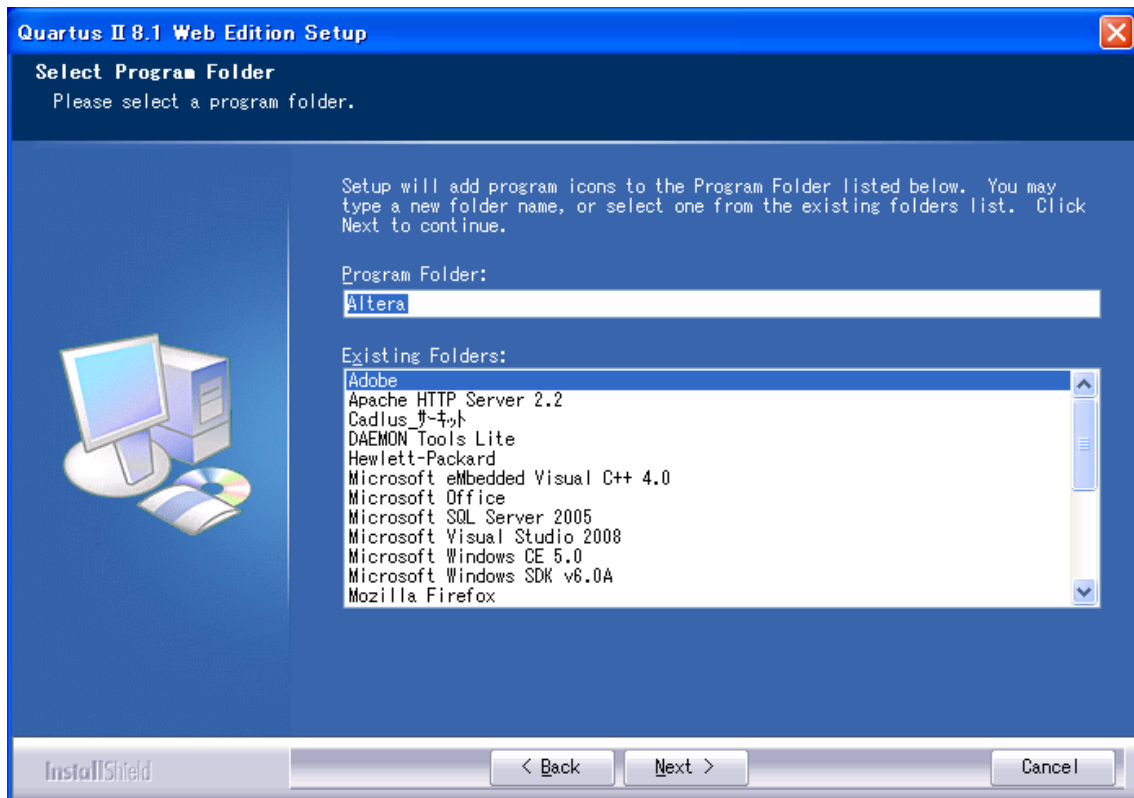 Quartus II 8.1 Web Edition Setup
Select Program Folder
Please select a program folder.
Setup will add program icons to the Program Folder listed below.  You may
type a new folder name, or select one from the existing folders list.  Click
Next to continue.
Program Folder:
Altera
Existing Folders:
Adobe
Apache HTTP Server 2.2
Cadlus_サーキット
DAEMON Tools Lite
Hewlett-Packard
Microsoft eMbedded Visual C++ 4.0
Microsoft Office
Microsoft SQL Server 2005
Microsoft Visual Studio 2008
Microsoft Windows CE 5.0
Microsoft Windows SDK v6.0A
Mozilla Firefox
InstallShield
< Back
Next >
Cancel